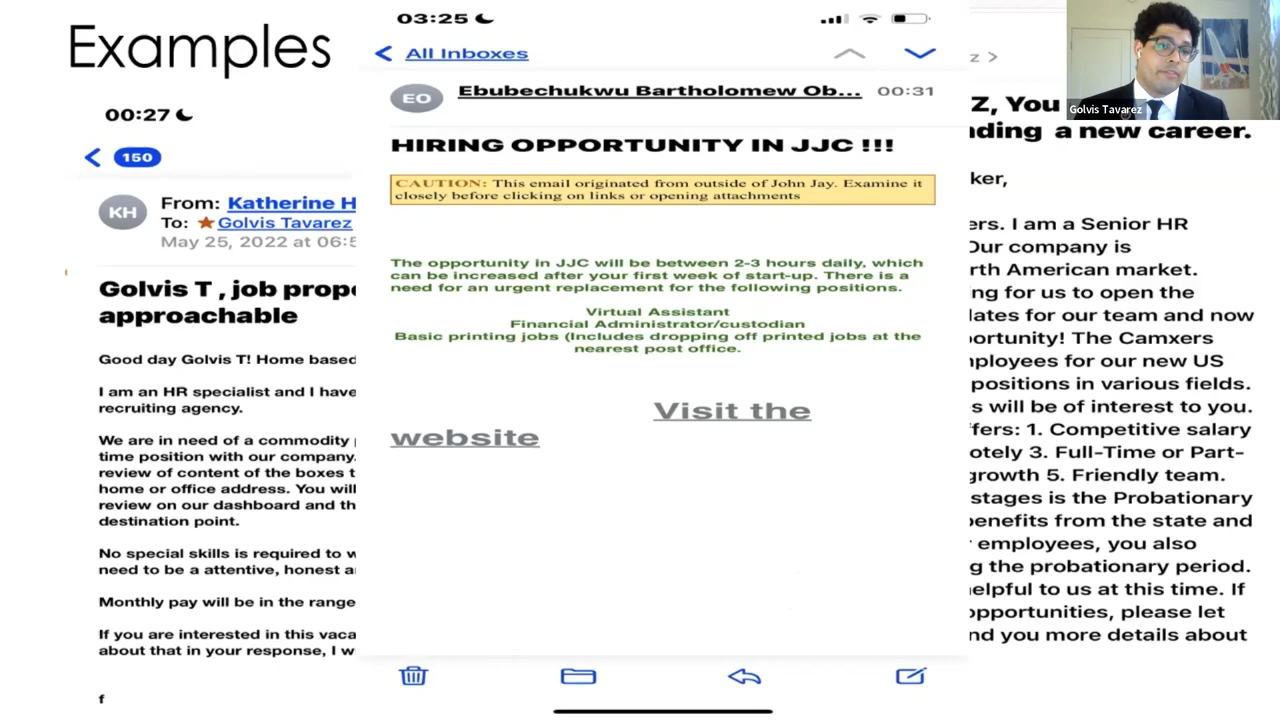 Examples
00:27
150
KH
From: Katherine H
To: Golvis Tavarez
May 25, 2022 at 06:5
Golvis T , job prop
approachable
Good day Golvis T! Home based
I am an HR specialist and I have
recruiting agency.
We are in need of a commodity
time position with our company.
review of content of the boxes t
home or office address. You will
review on our dashboard and th
destination point.
No special skills is required to w
need to be a attentive, honest a
Monthly pay will be in the range
If you are interested in this vaca
about that in your response, I w
f
03:25
All Inboxes
EO
Ebubechukwu Bartholomew Ob... 00:31
HIRING OPPORTUNITY IN JJC !!!
CAUTION: This email originated from outside of John Jay. Examine it
closely before clicking on links or opening attachments
The opportunity in JJC will be between 2-3 hours daily, which
can be increased after your first week of start-up. There is a
need for an urgent replacement for the following positions.
Virtual Assistant
Financial Administrator/custodian
Basic printing jobs (Includes dropping off printed jobs at the
nearest post office.
Visit the
website
z >
Z, You
ding a new career.
ker,
ers. I am a Senior HR
Our company is
rth American market.
ing for us to open the
lates for our team and now
portunity! The Camxers
nployees for our new US
positions in various fields.
s will be of interest to you.
ffers: 1. Competitive salary
otely 3. Full-Time or Part-
growth 5. Friendly team.
stages is the Probationary
benefits from the state and
employees, you also
g the probationary period.
elpful to us at this time. If
opportunities, please let
nd you more details about
Golvis Tavarez